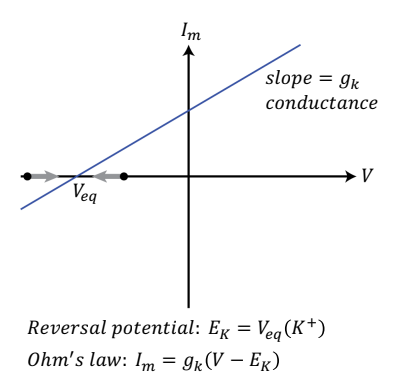 I_m
slope = g_k
conductance
V
V_eq
Reversal potential: E_K = V_eq(K⁺)
Ohm's law: I_m = g_k(V − E_K)